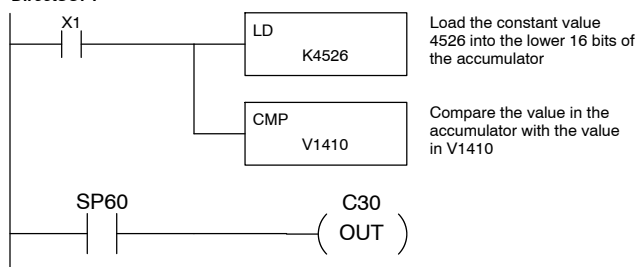 X1
LD
K4526
Load the constant value
4526 into the lower 16 bits of
the accumulator
CMP
V1410
Compare the value in the
accumulator with the value
in V1410
SP60
C30
OUT